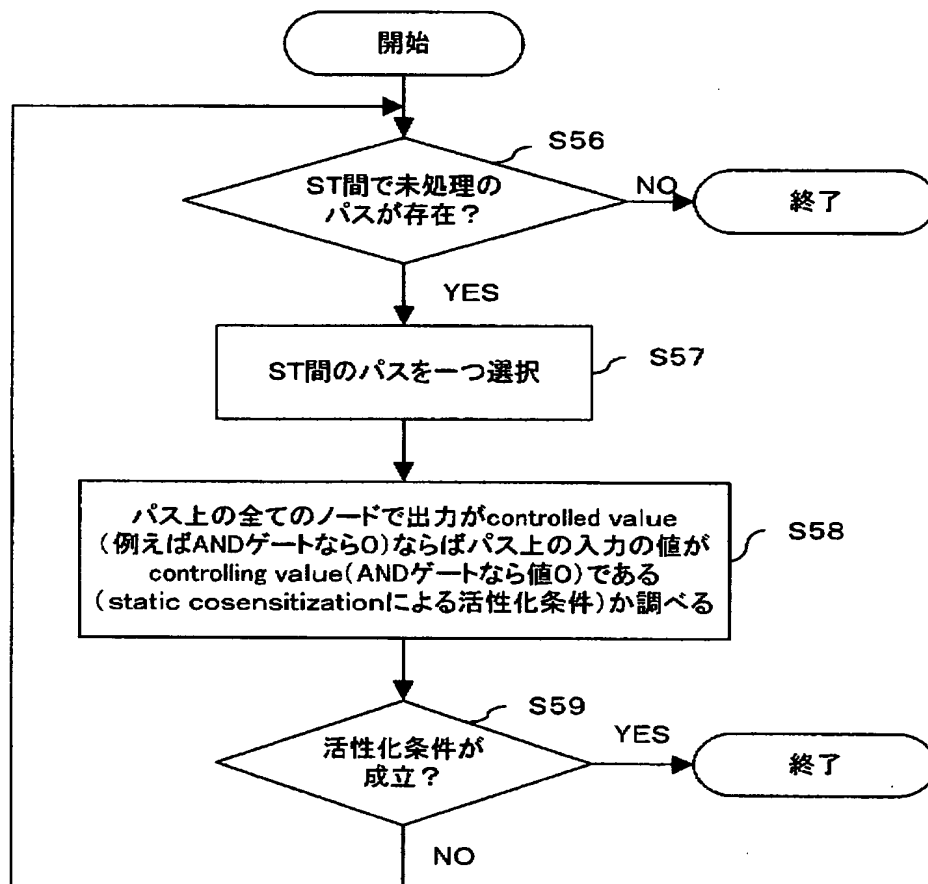 開始
S56
ST間で未処理の
パスが存在？
NO
終了
YES
ST間のパスを一つ選択
S57
パス上の全てのノードで出力がcontrolled value
（例えばANDゲートなら0）ならばパス上の入力の値が
controlling value（ANDゲートなら値0）である
（static cosensitizationによる活性化条件）か調べる
S58
S59
活性化条件が
成立？
YES
終了
NO